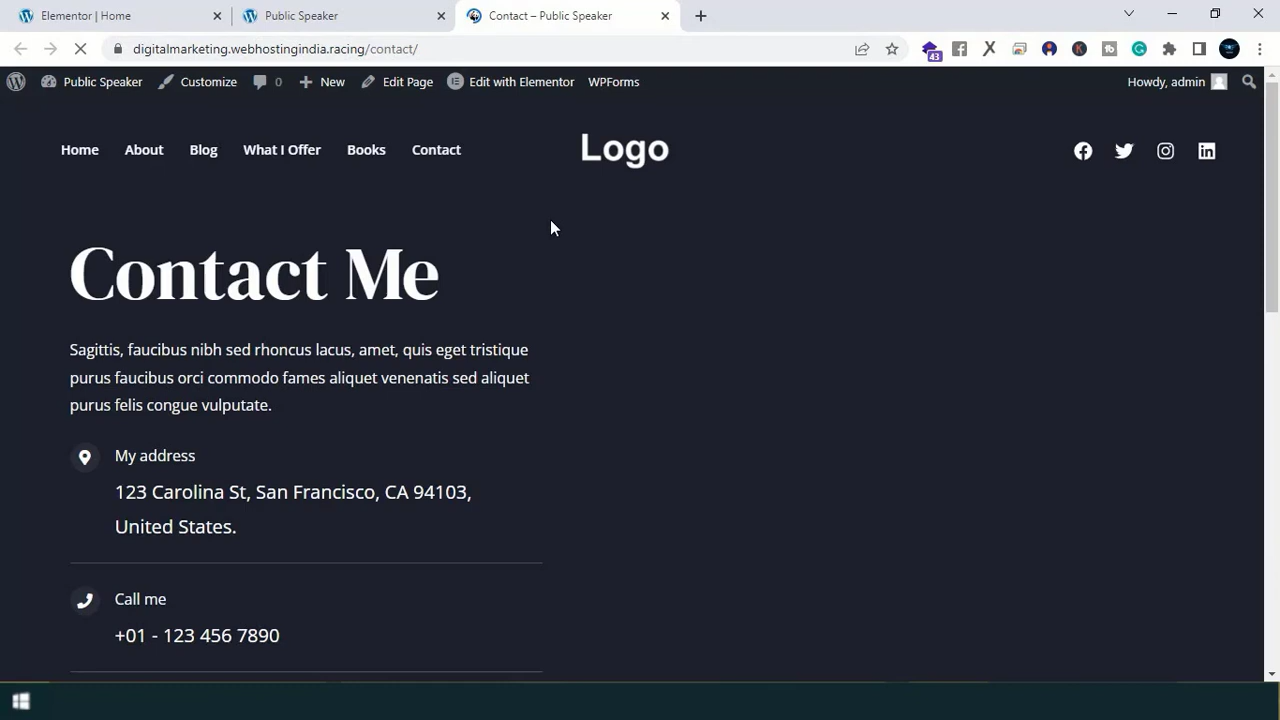 Elementor | Home
Public Speaker
Contact – Public Speaker
digitalmarketing.webhostingindia.racing/contact/
43
Public Speaker
Customize
0
New
Edit Page
Edit with Elementor
WPForms
Howdy, admin
Home
About
Blog
What I Offer
Books
Contact
Logo
Contact Me
Sagittis, faucibus nibh sed rhoncus lacus, amet, quis eget tristique
purus faucibus orci commodo fames aliquet venenatis sed aliquet
purus felis congue vulputate.
My address
123 Carolina St, San Francisco, CA 94103,
United States.
Call me
+01 - 123 456 7890